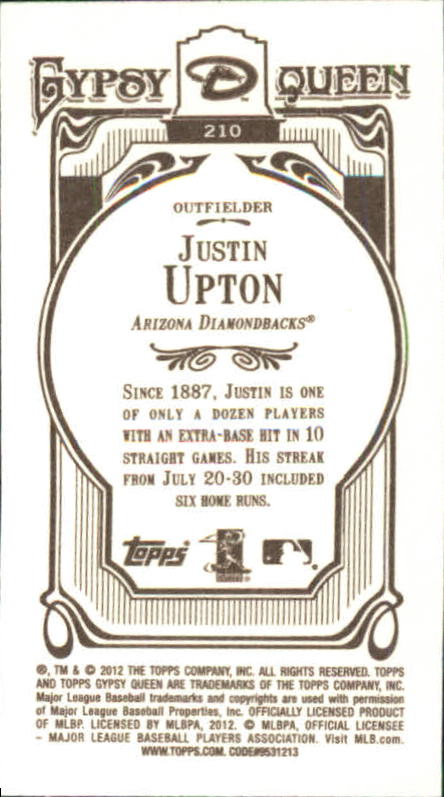 GYPSY QUEEN
210
OUTFIELDER
JUSTIN
UPTON
ARIZONA DIAMONDBACKS®
SINCE 1887, JUSTIN IS ONE
OF ONLY A DOZEN PLAYERS
WITH AN EXTRA-BASE HIT IN 10
STRAIGHT GAMES. HIS STREAK
FROM JULY 20-30 INCLUDED
SIX HOME RUNS.
TOPPS®
®, TM & © 2012 THE TOPPS COMPANY, INC. ALL RIGHTS RESERVED. TOPPS
AND TOPPS GYPSY QUEEN ARE TRADEMARKS OF THE TOPPS COMPANY, INC.
Major League Baseball trademarks and copyrights are used with permission
of Major League Baseball Properties, Inc. OFFICIALLY LICENSED PRODUCT
OF MLBP. LICENSED BY MLBPA, 2012. © MLBPA, OFFICIAL LICENSEE
– MAJOR LEAGUE BASEBALL PLAYERS ASSOCIATION. Visit MLB.com.
WWW.TOPPS.COM. CODE#9531213